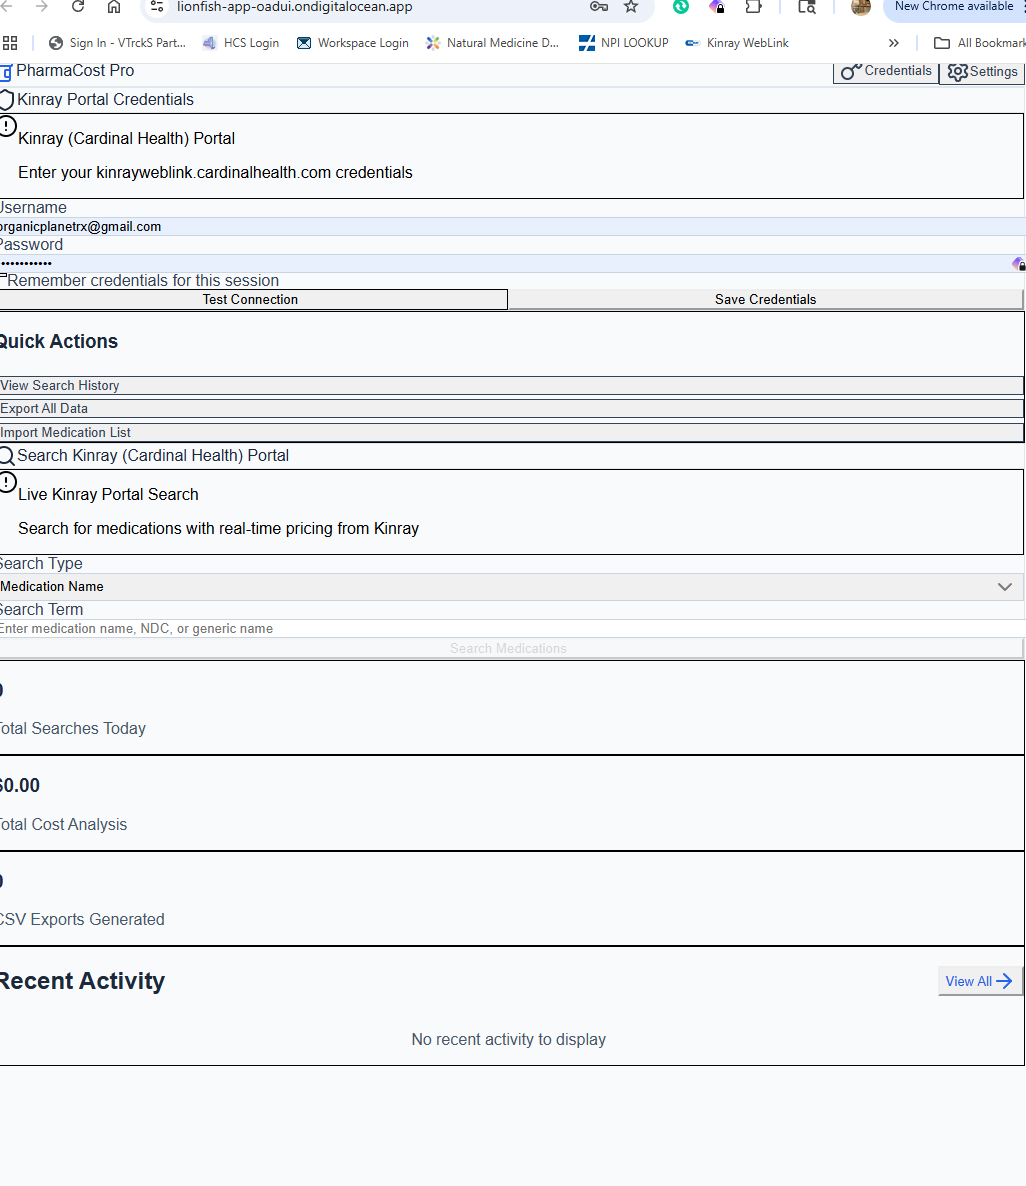 lionfish-app-oadui.ondigitalocean.app
New Chrome available
Sign In - VTrckS Part...
HCS Login
Workspace Login
Natural Medicine D...
NPI LOOKUP
Kinray WebLink
»
All Bookmark
PharmaCost Pro
Credentials
Settings
Kinray Portal Credentials
Kinray (Cardinal Health) Portal
Enter your kinrayweblink.cardinalhealth.com credentials
Username
organicplanetrx@gmail.com
Password
•••••••••••
Remember credentials for this session
Test Connection
Save Credentials
Quick Actions
View Search History
Export All Data
Import Medication List
Search Kinray (Cardinal Health) Portal
Live Kinray Portal Search
Search for medications with real-time pricing from Kinray
Search Type
Medication Name
Search Term
Enter medication name, NDC, or generic name
Search Medications
0
Total Searches Today
$0.00
Total Cost Analysis
0
CSV Exports Generated
Recent Activity
View All
No recent activity to display